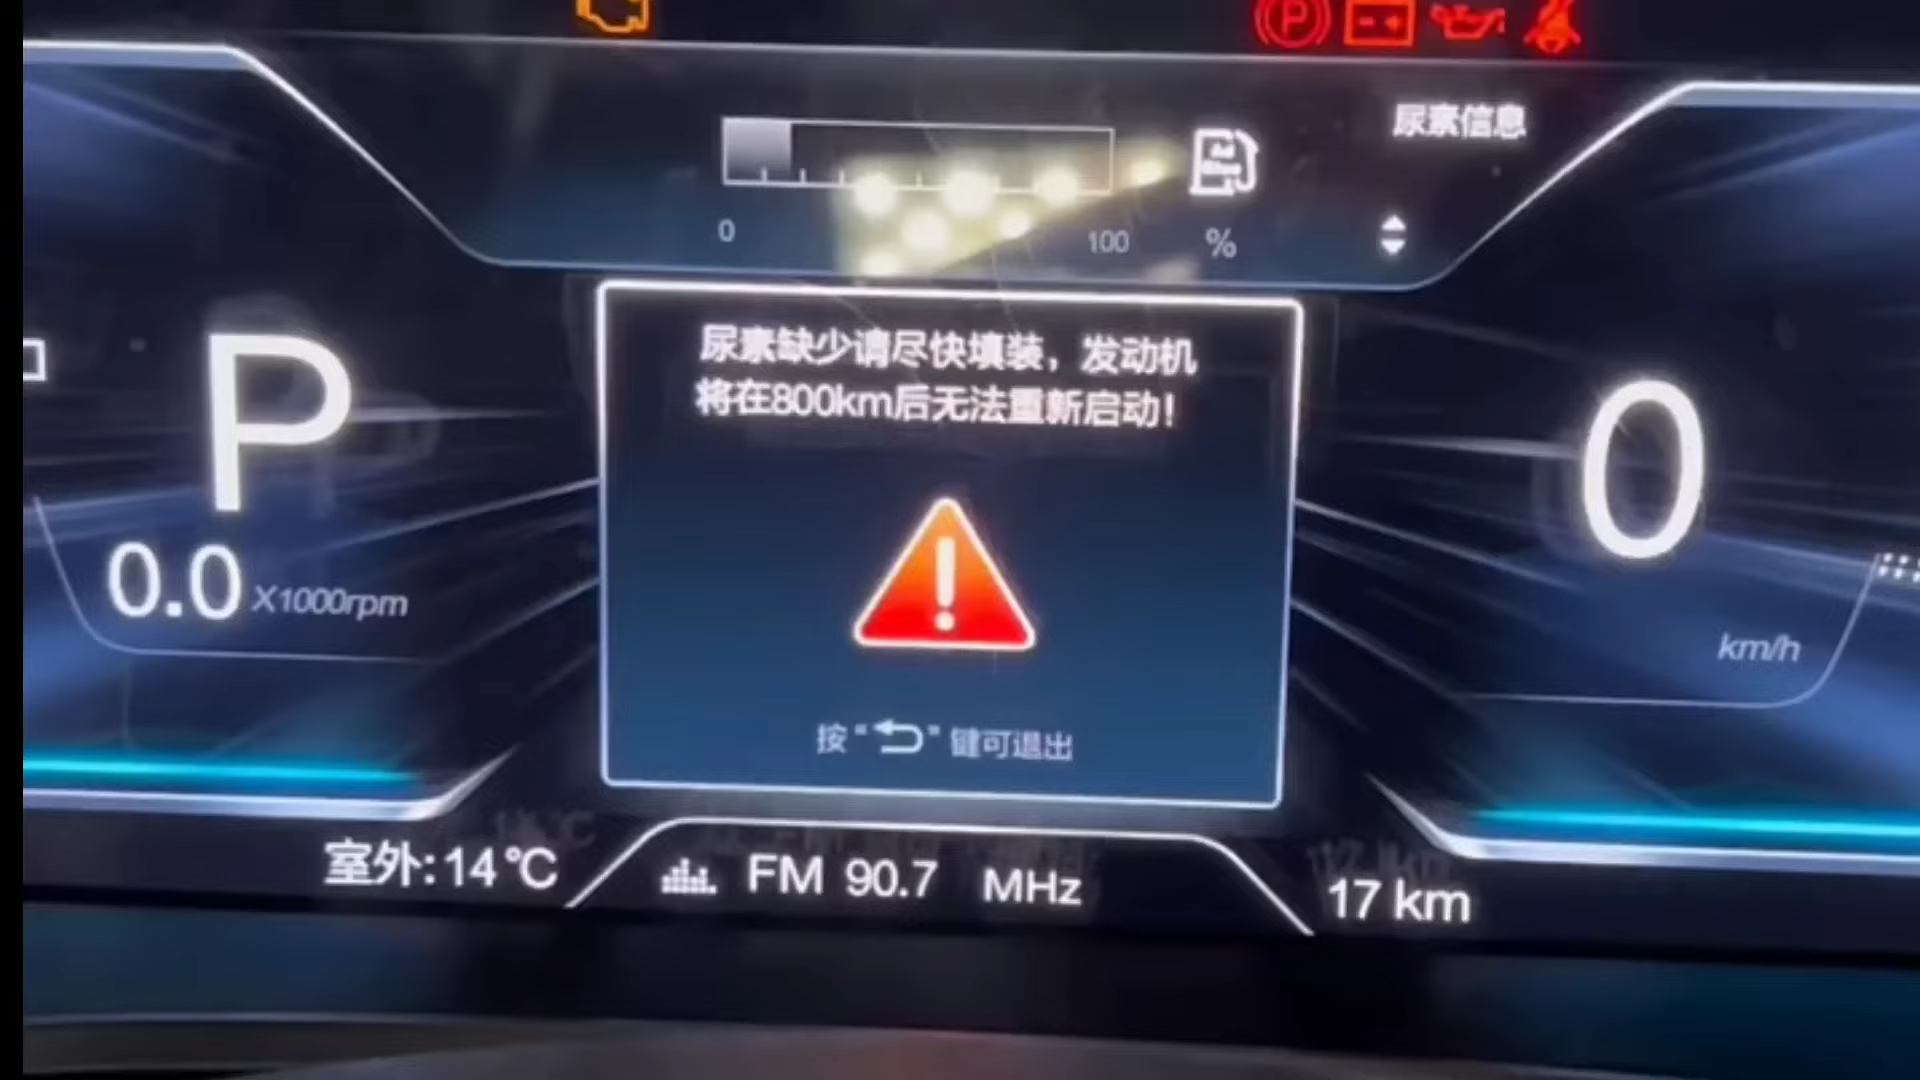 尿素信息
0
100
%
尿素缺少请尽快填装，发动机
将在800km后无法重新启动！
P
0
0.0 X1000rpm
km/h
按“ ”键可退出
室外:14℃
FM 90.7 MHz
17 km